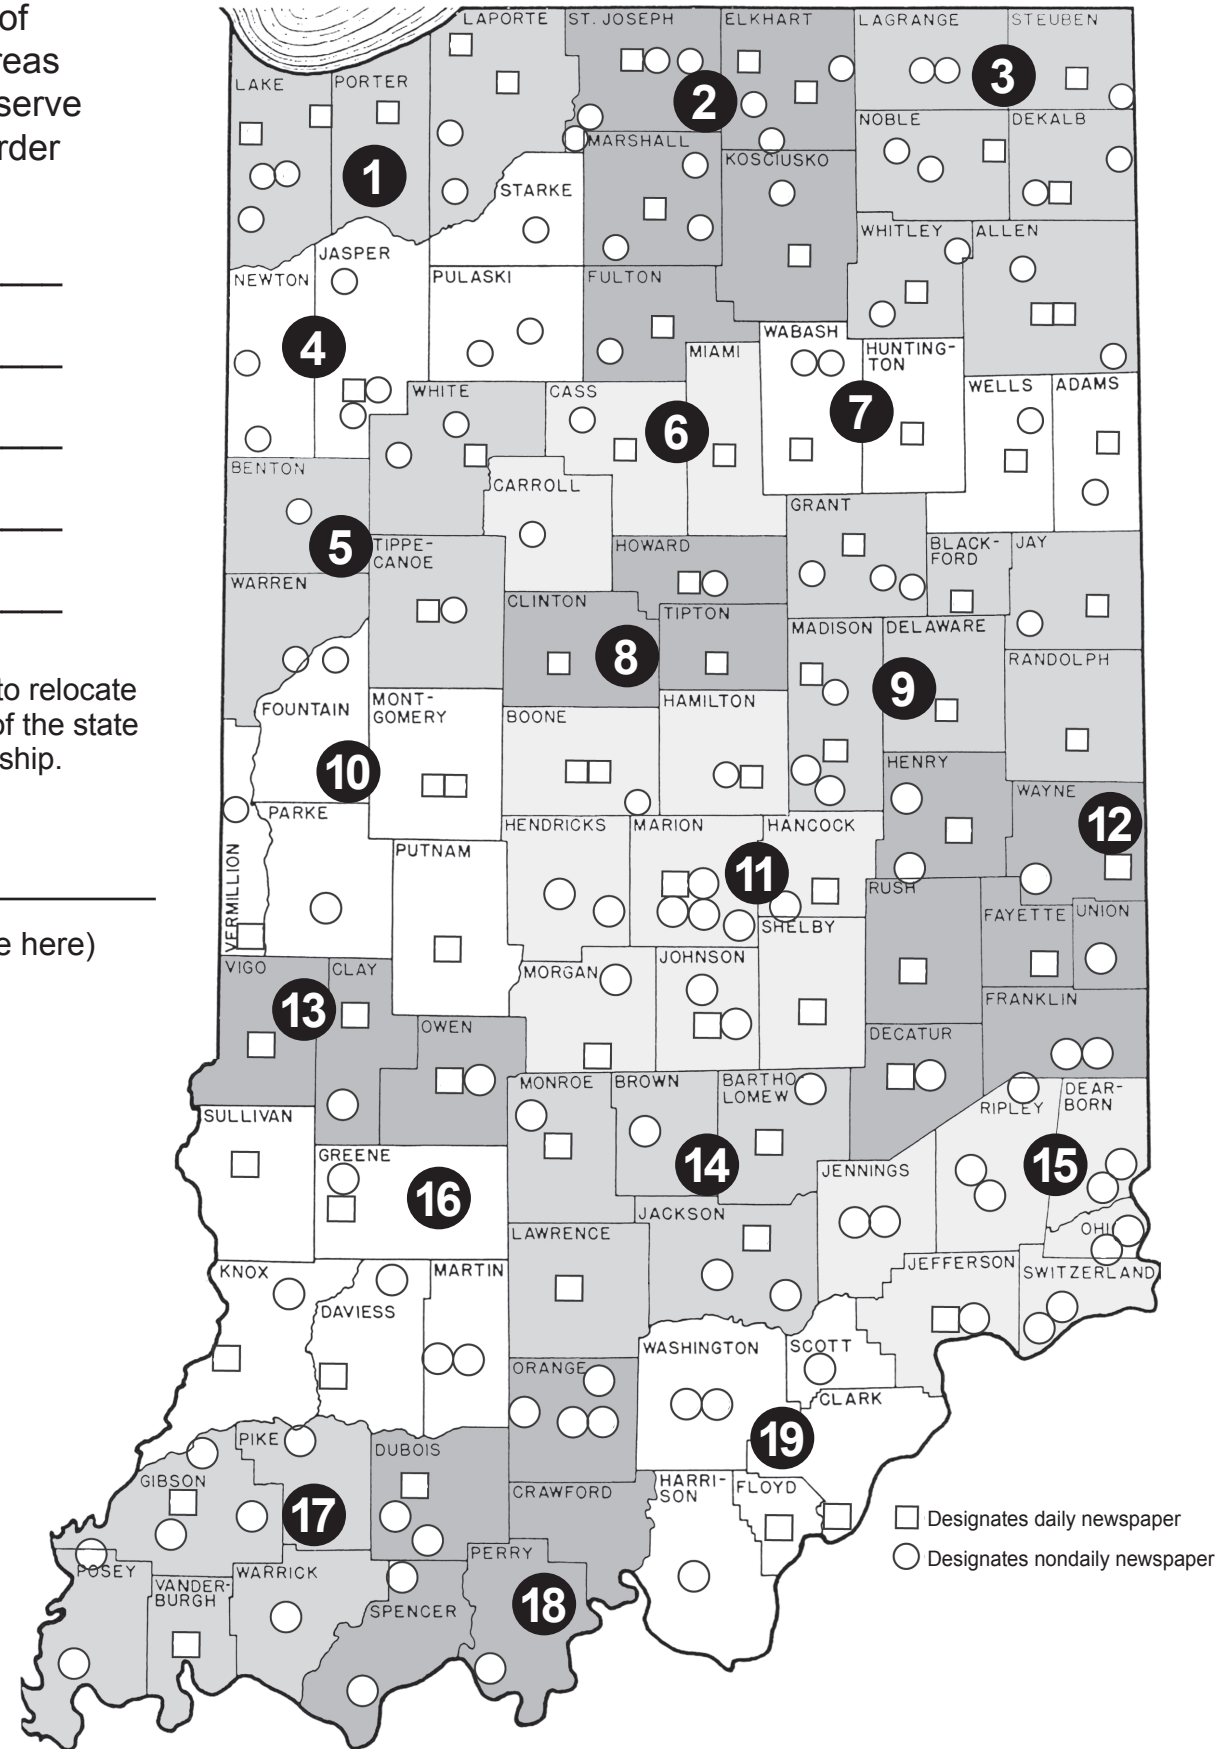 of
reas
serve
rder
to relocate
of the state
ship.
e here)
LAPORTE
ST. JOSEPH
ELKHART
LAGRANGE
STEUBEN
LAKE
PORTER
1
2
3
NOBLE
DEKALB
MARSHALL
KOSCIUSKO
STARKE
WHITLEY
ALLEN
JASPER
NEWTON
PULASKI
FULTON
4
WABASH
MIAMI
HUNTING-
TON
WHITE
CASS
6
7
WELLS
ADAMS
BENTON
CARROLL
GRANT
5
TIPPE-
CANOE
HOWARD
BLACK-
FORD
JAY
WARREN
CLINTON
TIPTON
8
MADISON
DELAWARE
9
RANDOLPH
FOUNTAIN
MONT-
GOMERY
BOONE
HAMILTON
10
HENRY
WAYNE
12
PARKE
HENDRICKS
MARION
HANCOCK
11
VERMILLION
PUTNAM
RUSH
FAYETTE
UNION
SHELBY
VIGO
CLAY
13
MORGAN
JOHNSON
FRANKLIN
OWEN
DECATUR
MONROE
BROWN
BARTHO
LOMEW
RIPLEY
DEAR-
BORN
SULLIVAN
GREENE
16
14
15
JENNINGS
JACKSON
OHI
LAWRENCE
KNOX
MARTIN
JEFFERSON
SWITZERLAND
DAVIESS
WASHINGTON
SCOTT
ORANGE
CLARK
PIKE
DUBOIS
19
GIBSON
CRAWFORD
HARRI-
SON
FLOYD
17
Designates daily newspaper
Designates nondaily newspaper
POSEY
VANDER-
BURGH
WARRICK
PERRY
SPENCER
18